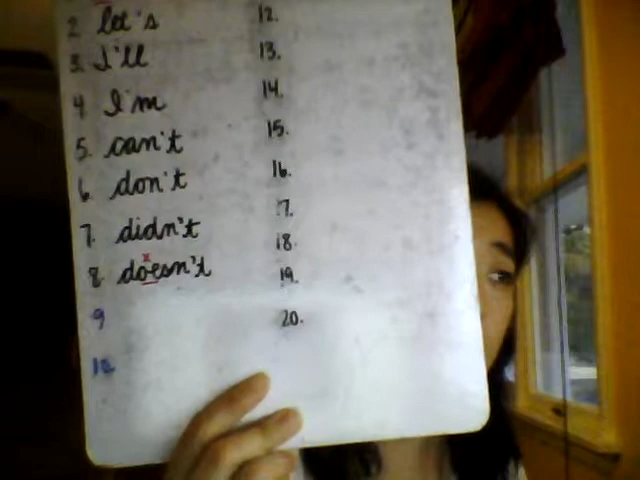 2. let's
3. I'll
4 I'm
5. can't
6. don't
7. didn't
8. doesn't
x
9
10
12.
13.
14.
15.
16.
17.
18.
19.
20.